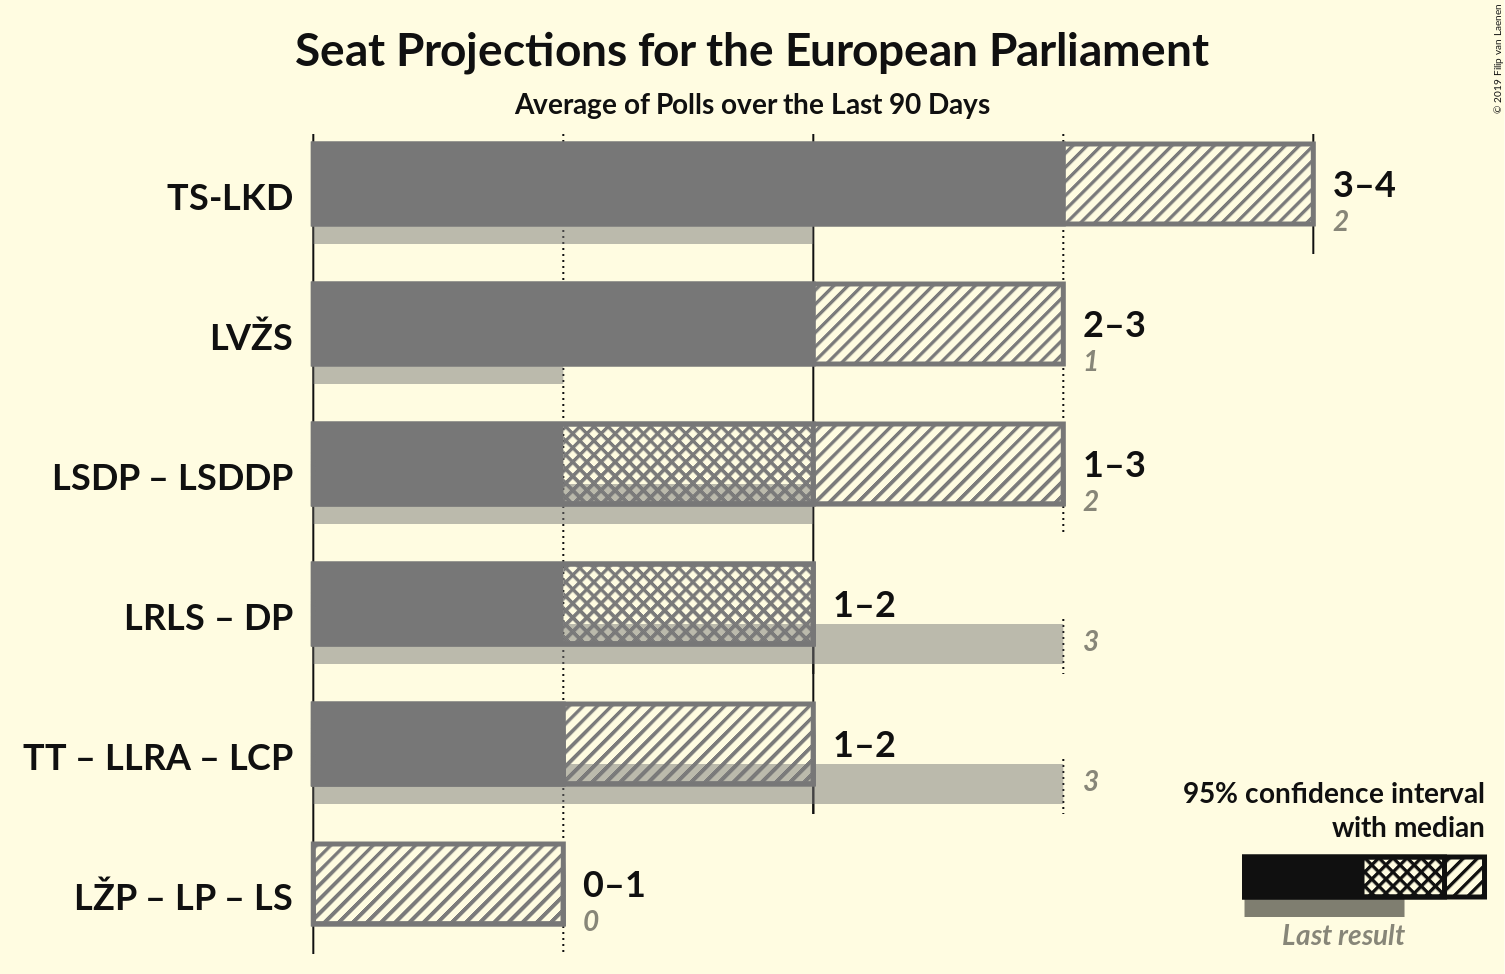 Seat Projections for the European Parliament
Average of Polls over the Last 90 Days
© 2019 Filip van Laenen
TS-LKD
3–4
2
LVŽS
2–3
1
LSDP – LSDDP
1–3
2
LRLS – DP
1–2
3
TT – LLRA – LCP
1–2
3
LŽP – LP – LS
0–1
0
95% confidence interval
with median
Last result